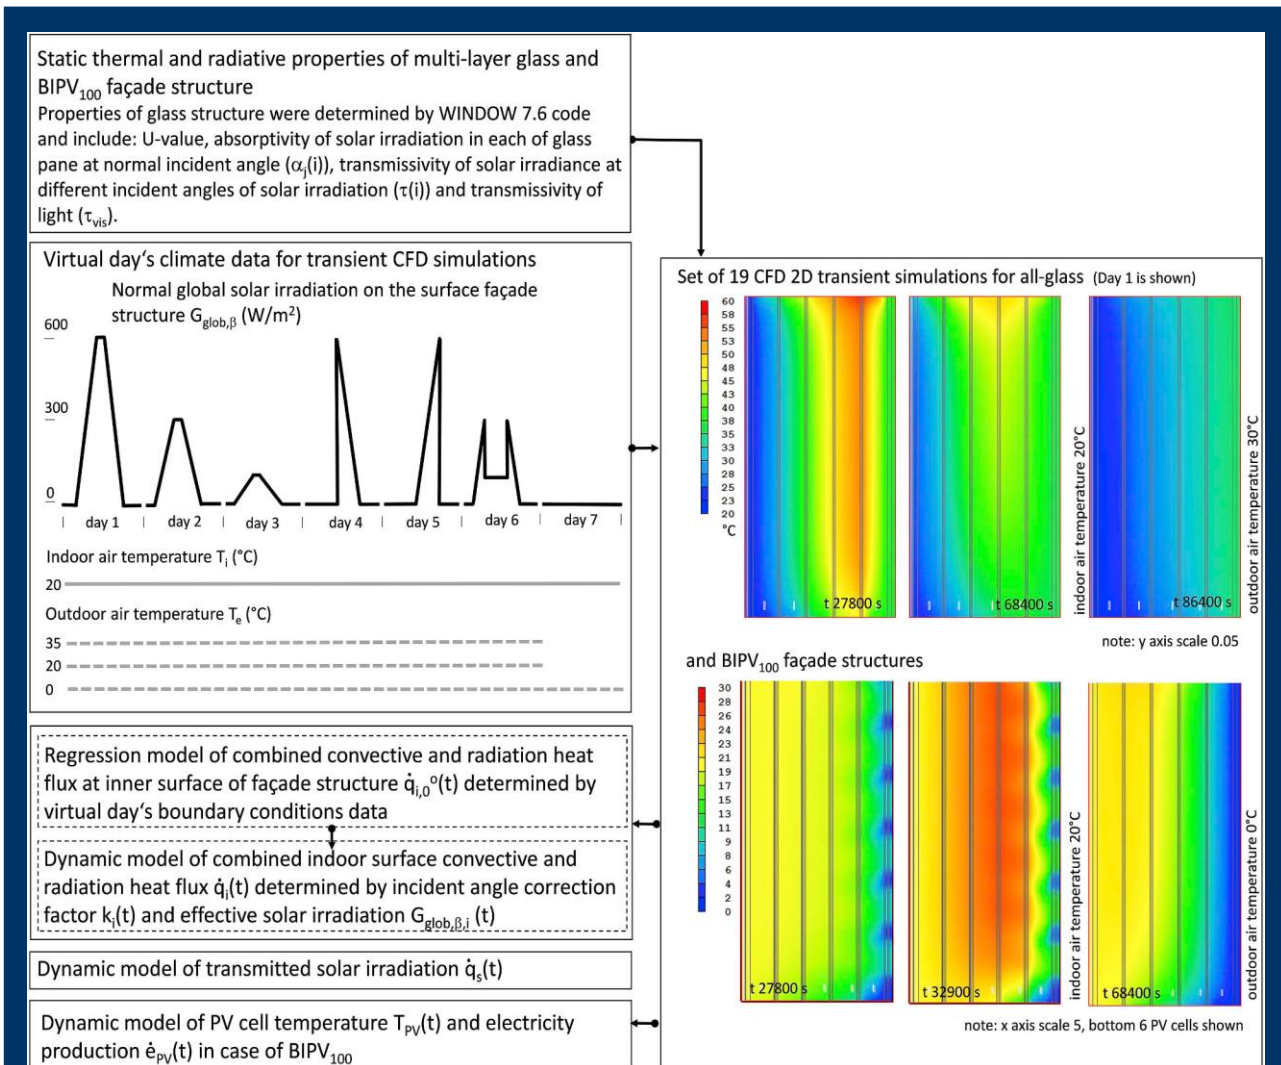 Static thermal and radiative properties of multi-layer glass and
BIPV₁₀₀ façade structure
Properties of glass structure were determined by WINDOW 7.6 code
and include: U-value, absorptivity of solar irradiation in each of glass
pane at normal incident angle (αⱼ(i)), transmissivity of solar irradiance at
different incident angles of solar irradiation (τ(i)) and transmissivity of
light (τvis).
Virtual day‘s climate data for transient CFD simulations
Normal global solar irradiation on the surface façade
structure Gglob,β (W/m²)
600
300
0
day 1
day 2
day 3
day 4
day 5
day 6
day 7
Indoor air temperature Ti (°C)
20
Outdoor air temperature Te (°C)
35
20
0
Regression model of combined convective and radiation heat
flux at inner surface of façade structure q̇i,0°(t) determined by
virtual day‘s boundary conditions data
Dynamic model of combined indoor surface convective and
radiation heat flux q̇i(t) determined by incident angle correction
factor ki(t) and effective solar irradiation Gglob,β,i (t)
Dynamic model of transmitted solar irradiation q̇s(t)
Dynamic model of PV cell temperature TPV(t) and electricity
production ėPV(t) in case of BIPV₁₀₀
Set of 19 CFD 2D transient simulations for all-glass (Day 1 is shown)
60
58
55
53
50
48
45
43
40
38
35
33
30
28
25
23
20
°C
t 27800 s
t 68400 s
indoor air temperature 20°C
t 86400 s
outdoor air temperature 30°C
note: y axis scale 0.05
and BIPV₁₀₀ façade structures
30
28
26
24
23
21
19
17
15
13
11
9
8
6
4
2
0
t 27800 s
t 32900 s
indoor air temperature 20°C
t 68400 s
outdoor air temperature 0°C
note: x axis scale 5, bottom 6 PV cells shown